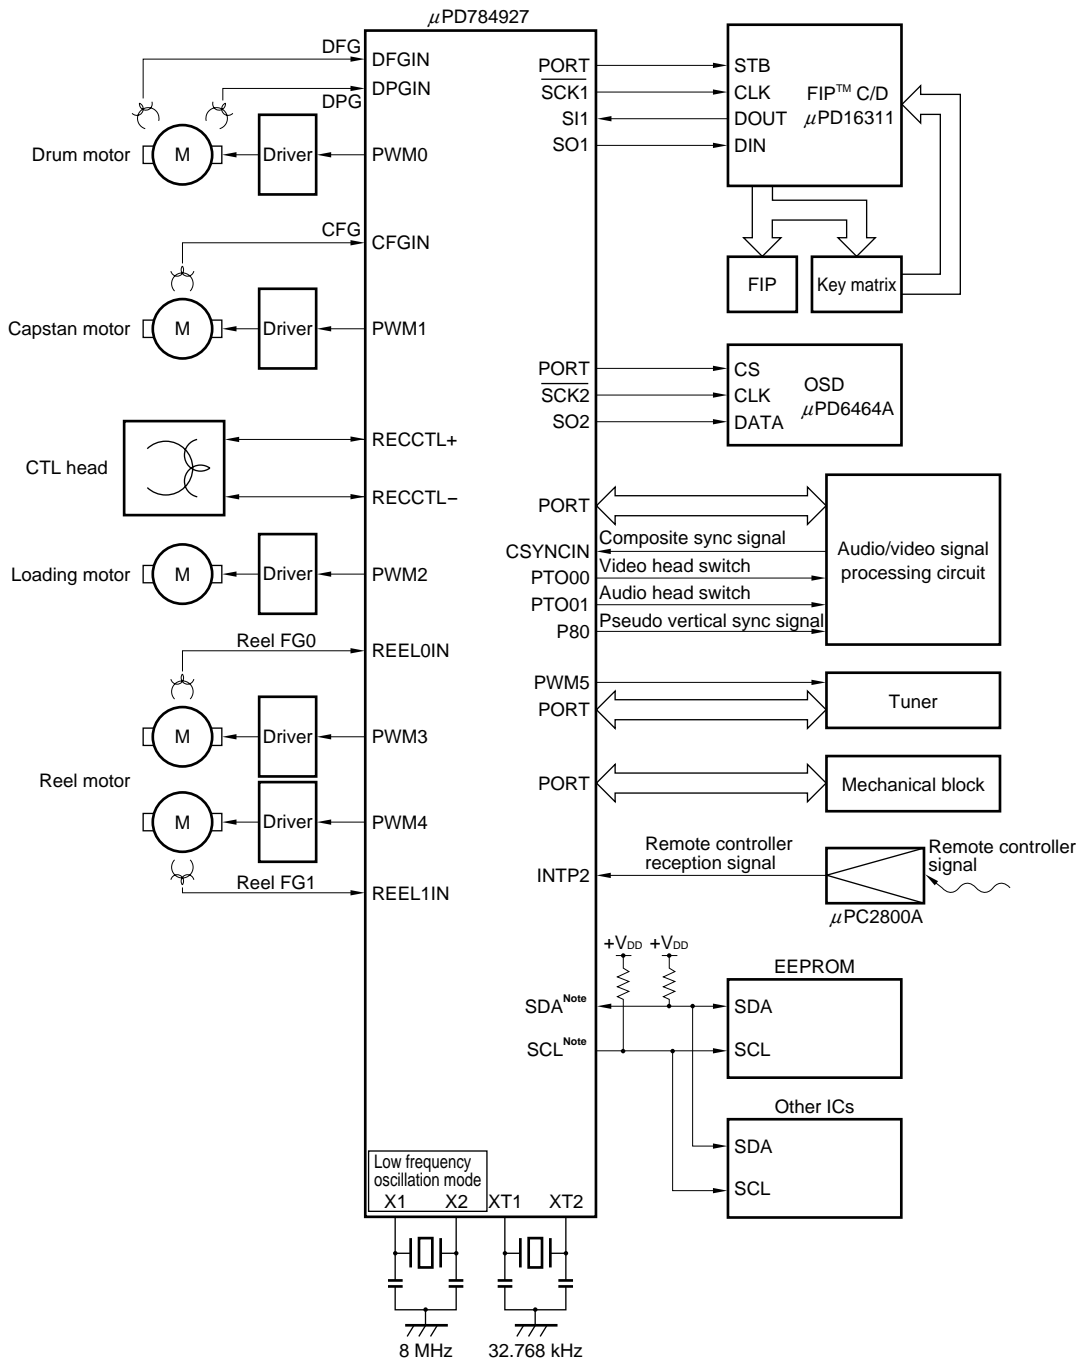 μPD784927
DFG
DFGIN
DPGIN
DPG
Drum motor
M
Driver
PWM0
CFG
CFGIN
Capstan motor
M
Driver
PWM1
CTL head
RECCTL+
RECCTL−
Loading motor
M
Driver
PWM2
Reel FG0
REEL0IN
M
Driver
PWM3
Reel motor
M
Driver
PWM4
Reel FG1
REEL1IN
PORT
STB
SCK1
CLK
SI1
DOUT
SO1
DIN
FIP™ C/D
μPD16311
FIP
Key matrix
PORT
CS
SCK2
CLK
SO2
DATA
OSD
μPD6464A
PORT
CSYNCIN
Composite sync signal
PTO00
Video head switch
PTO01
Audio head switch
P80
Pseudo vertical sync signal
Audio/video signal
processing circuit
PWM5
PORT
Tuner
PORT
Mechanical block
INTP2
Remote controller
reception signal
Remote controller
signal
μPC2800A
+VDD
+VDD
EEPROM
SDA Note
SDA
SCL Note
SCL
Other ICs
SDA
SCL
Low frequency
oscillation mode
X1
X2
XT1
XT2
8 MHz
32.768 kHz